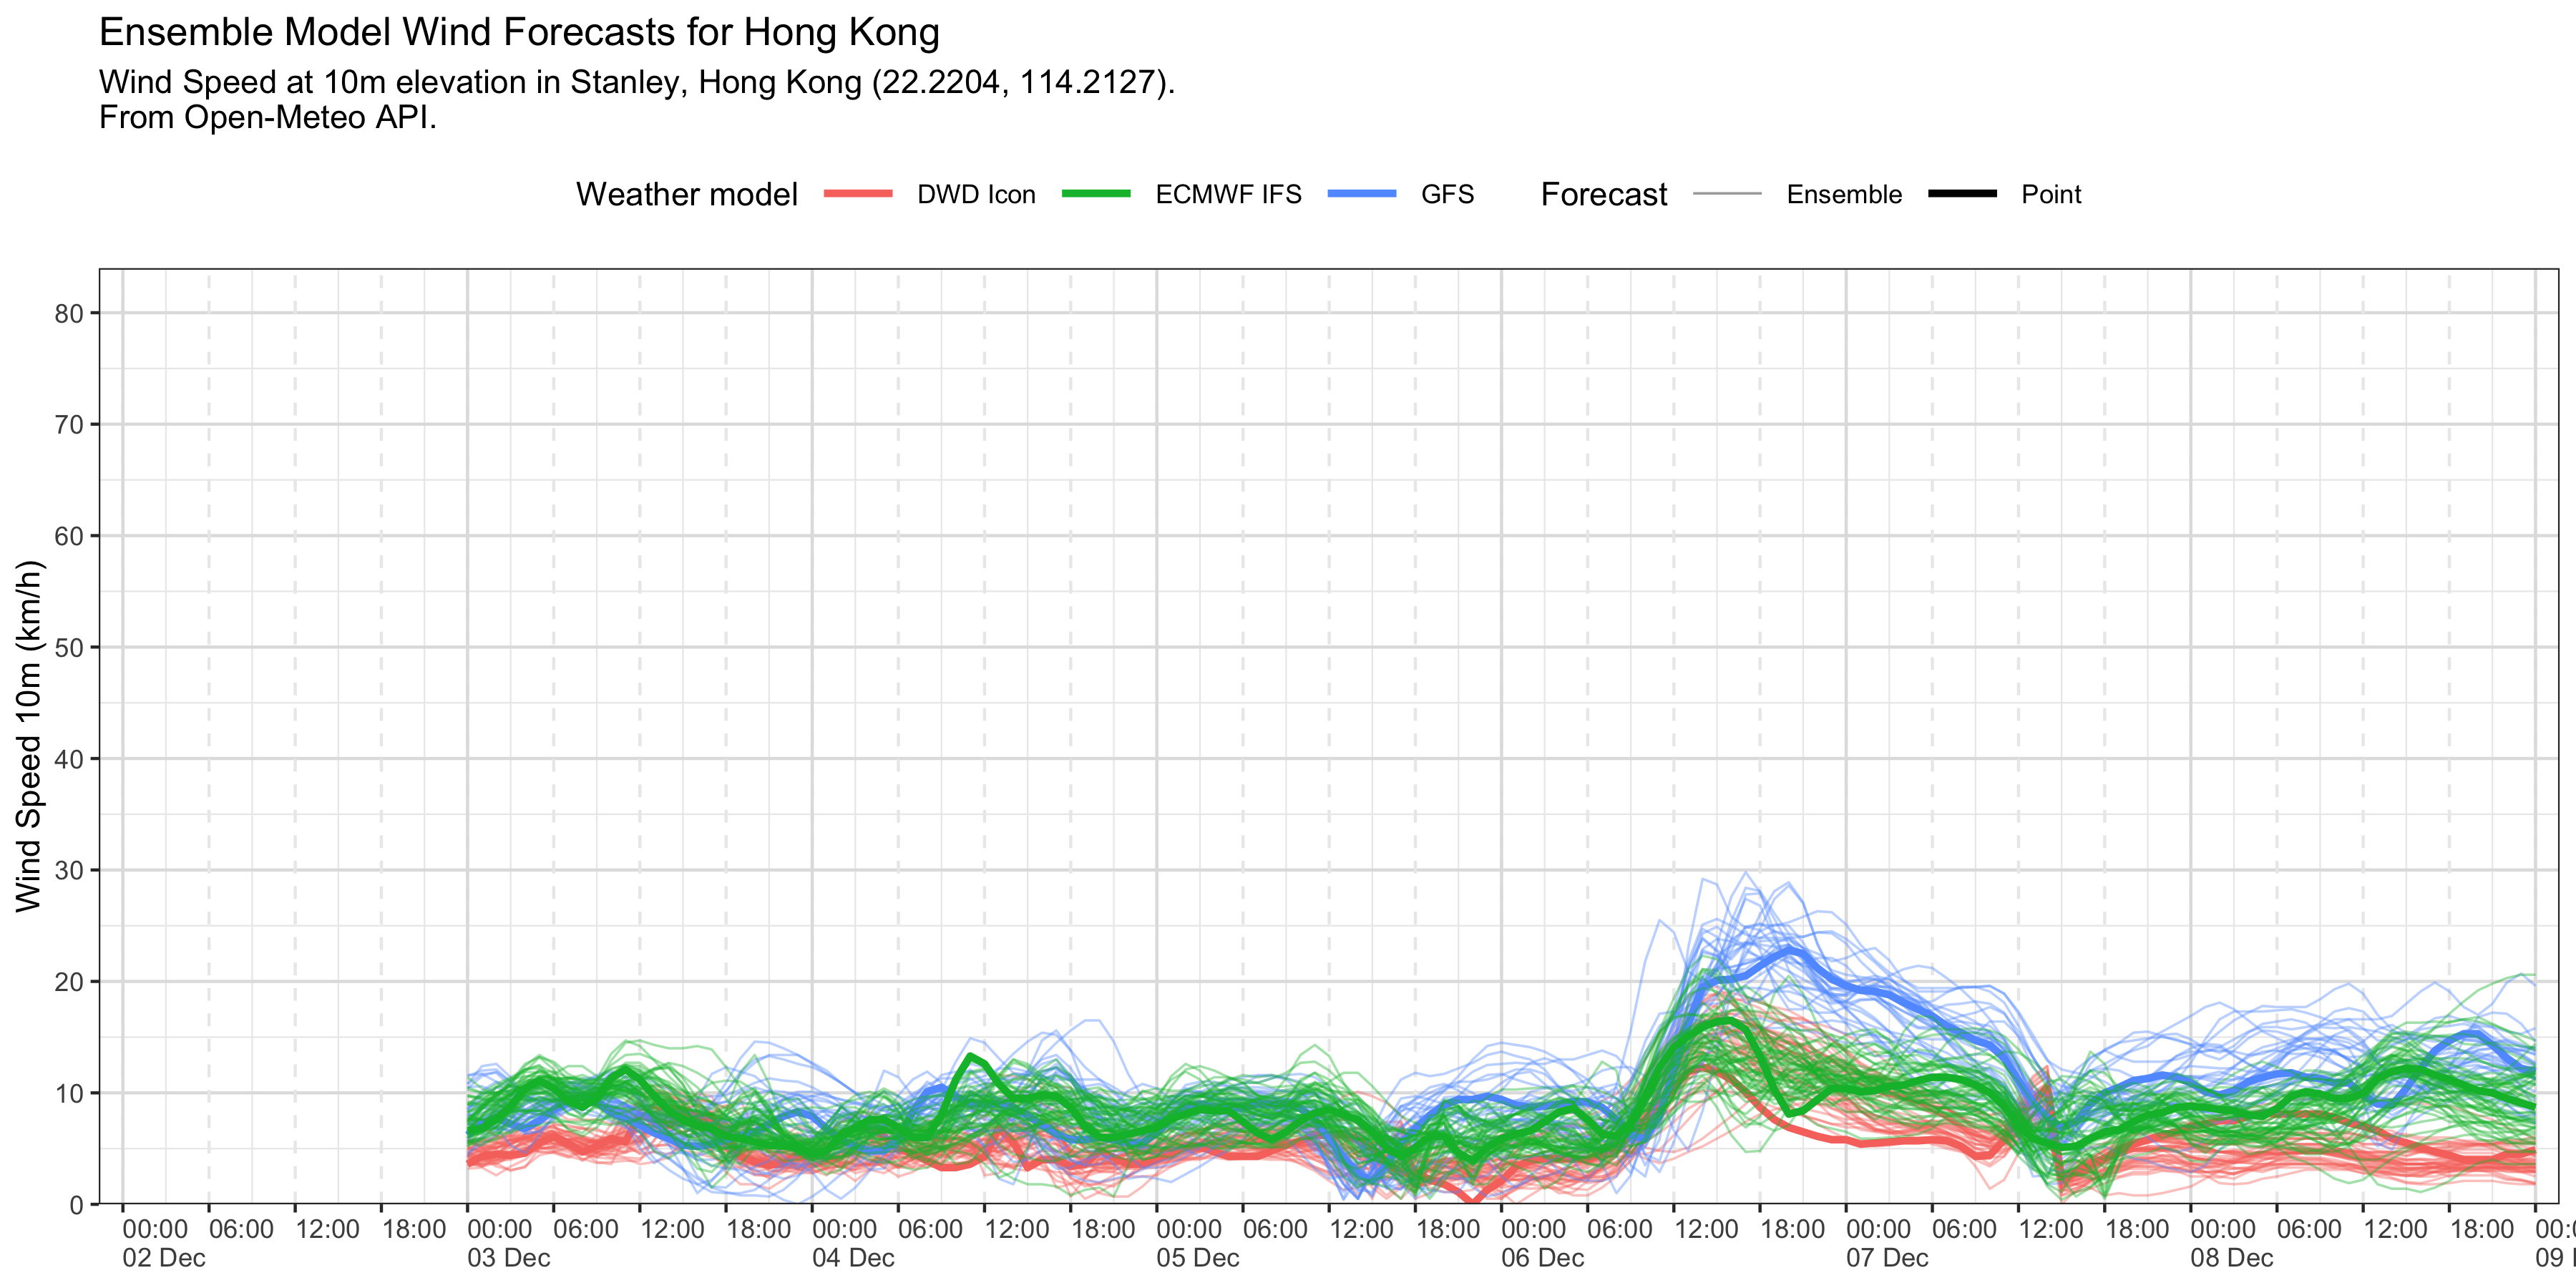 Ensemble Model Wind Forecasts for Hong Kong
Wind Speed at 10m elevation in Stanley, Hong Kong (22.2204, 114.2127).
From Open-Meteo API.
Weather model DWD Icon ECMWF IFS GFS Forecast Ensemble Point
Wind Speed 10m (km/h)
80
70
60
50
40
30
20
10
0
00:00 06:00 12:00 18:00 00:00 06:00 12:00 18:00 00:00 06:00 12:00 18:00 00:00 06:00 12:00 18:00 00:00 06:00 12:00 18:00 00:00 06:00 12:00 18:00 00:00 06:00 12:00 18:00 00:0
02 Dec 03 Dec 04 Dec 05 Dec 06 Dec 07 Dec 08 Dec 09